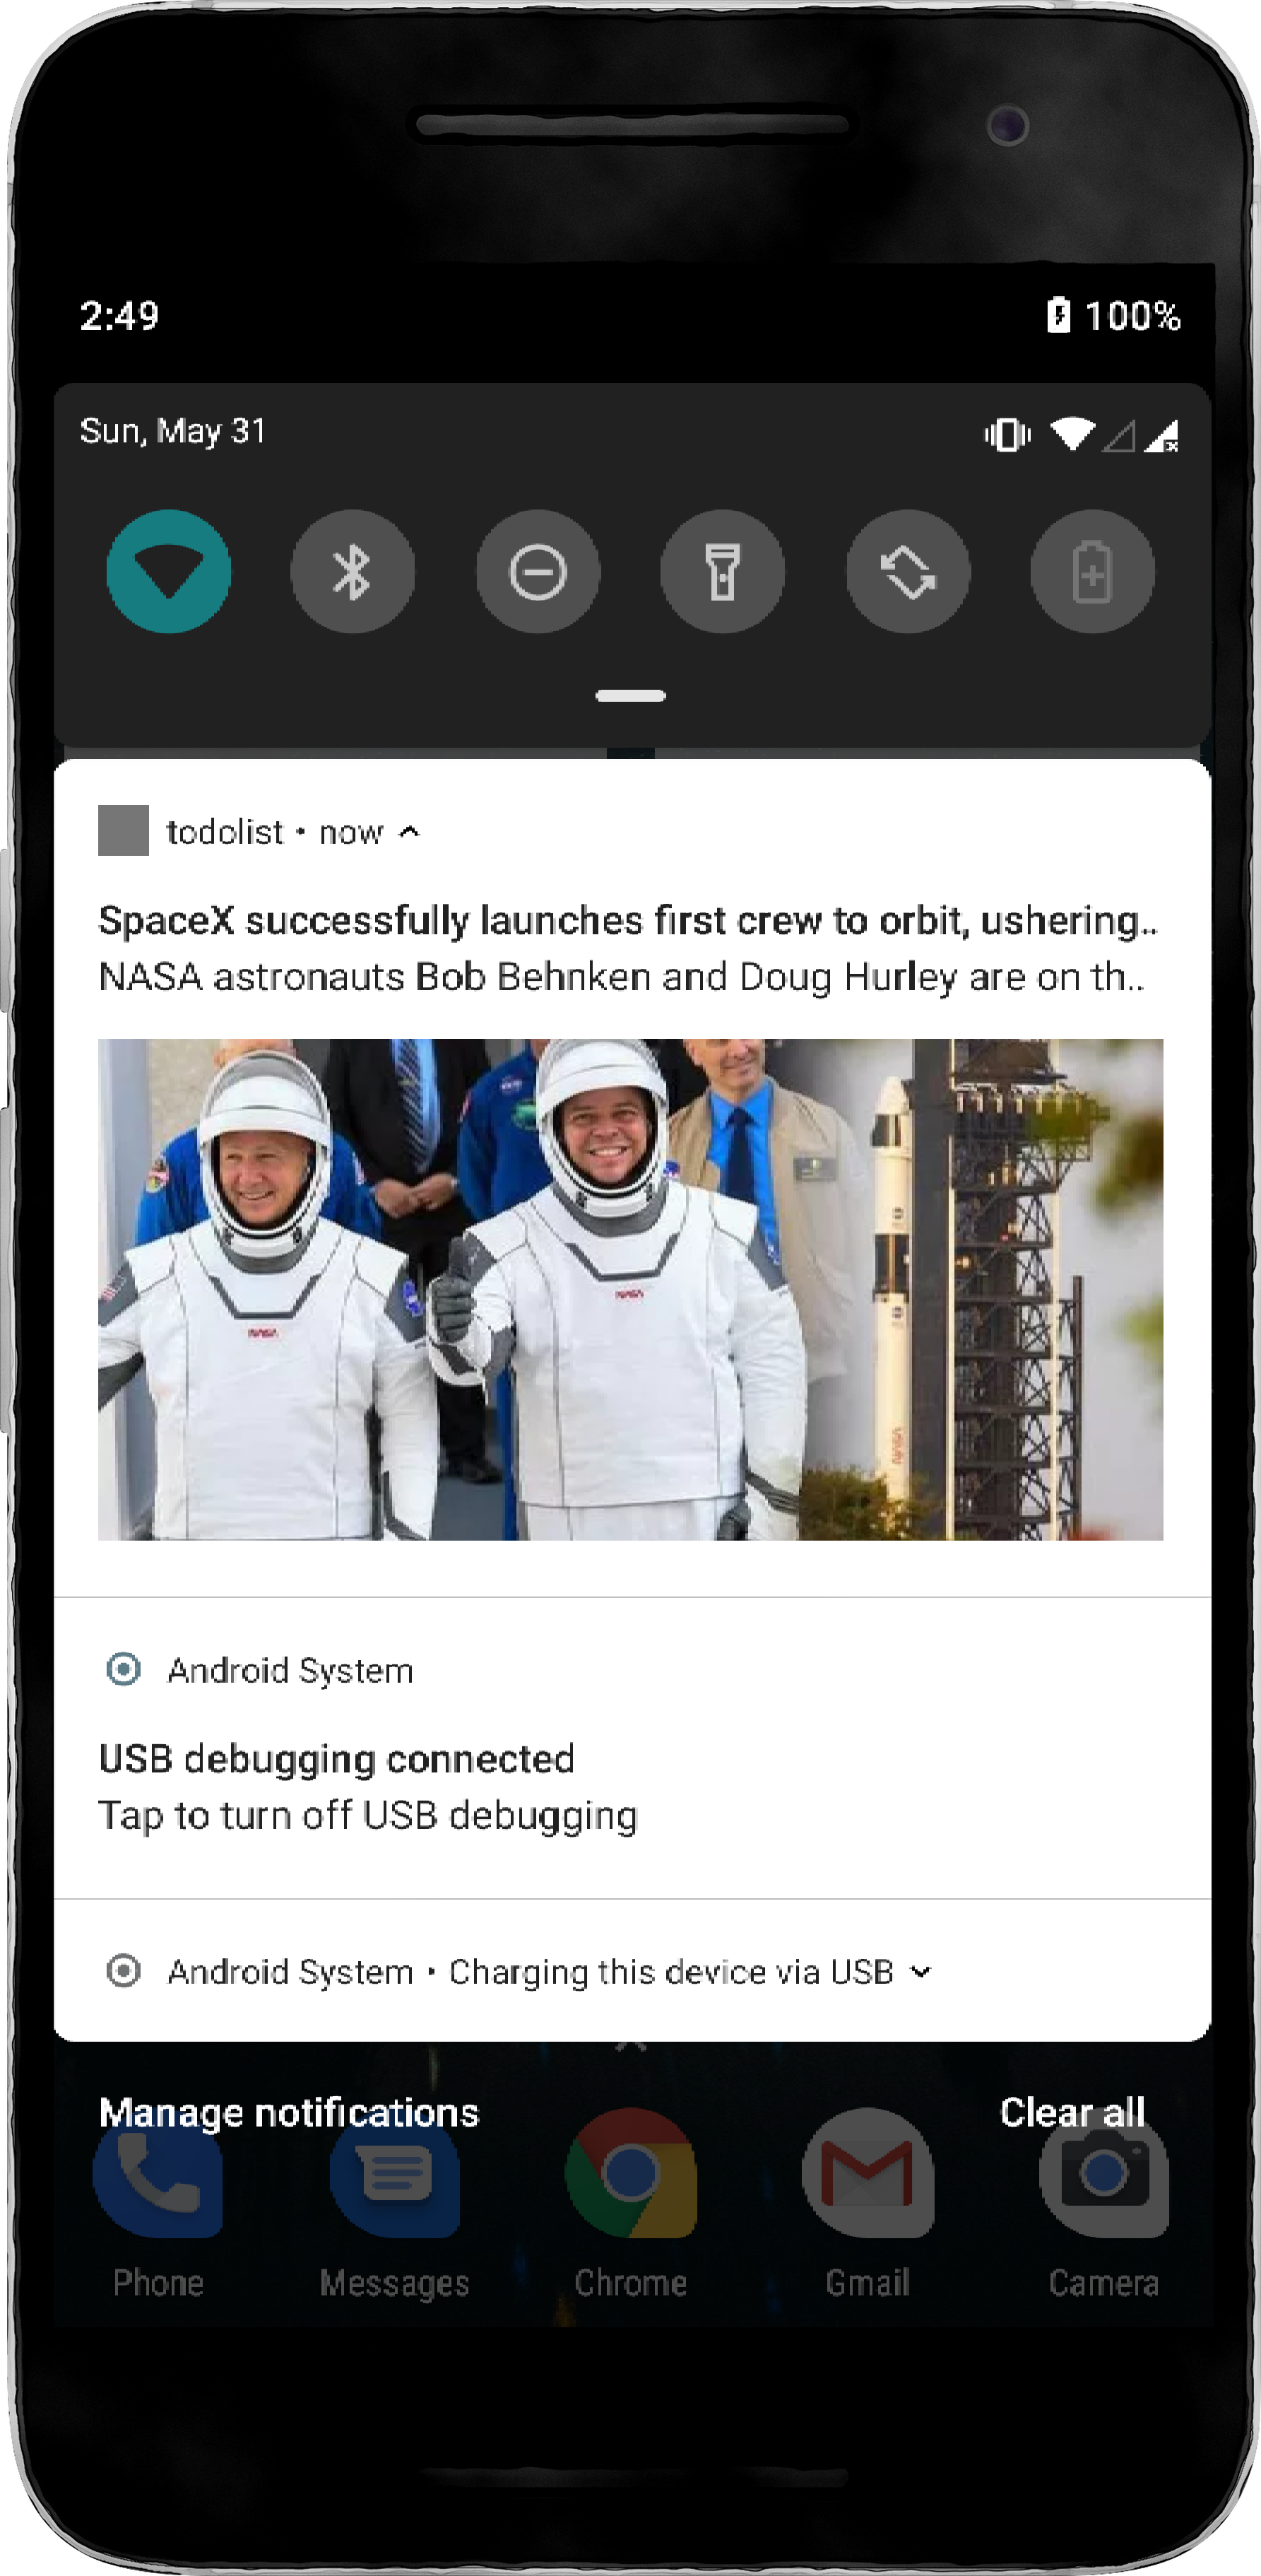 2:49
100%
Sun, May 31
todolist • now
SpaceX successfully launches first crew to orbit, ushering..
NASA astronauts Bob Behnken and Doug Hurley are on th..
NASA
NASA
Android System
USB debugging connected
Tap to turn off USB debugging
Android System • Charging this device via USB
Manage notifications
Clear all
Phone
Messages
Chrome
Gmail
Camera